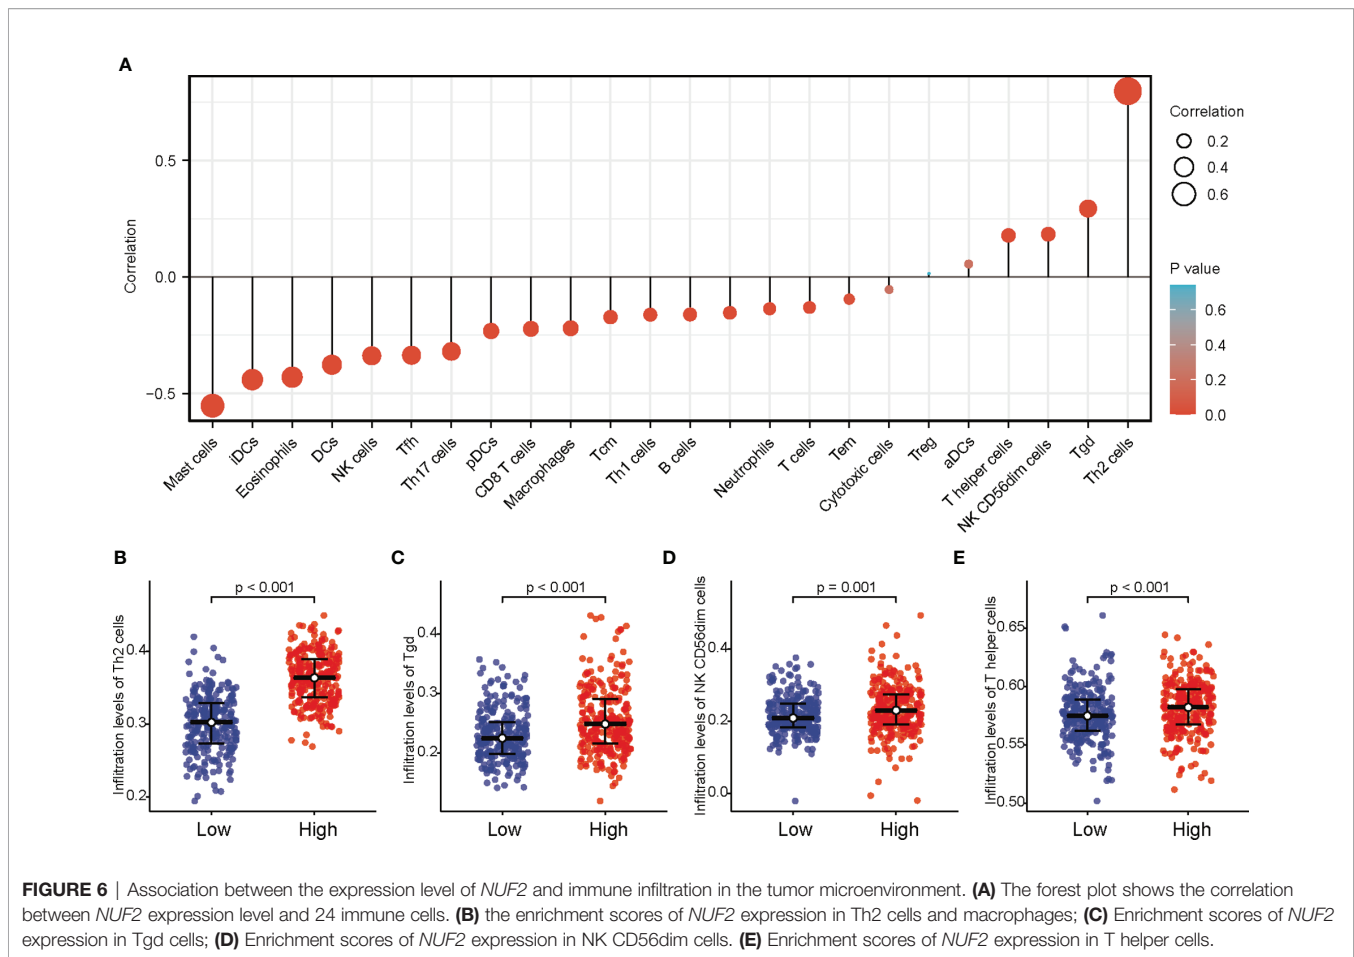 A
Correlation
0.5
0.0
−0.5
Mast cells
iDCs
Eosinophils
DCs
NK cells
Tfh
Th17 cells
pDCs
CD8 T cells
Macrophages
Tcm
Th1 cells
B cells
Neutrophils
T cells
Tem
Cytotoxic cells
Treg
aDCs
T helper cells
NK CD56dim cells
Tgd
Th2 cells
Correlation
0.2
0.4
0.6
P value
0.6
0.4
0.2
0.0
B
p < 0.001
Inflitration levels of Th2 cells
0.4
0.3
0.2
Low High
C
p < 0.001
Inflitration levels of Tgd
0.4
0.3
0.2
Low High
D
p = 0.001
Inflitration levels of NK CD56dim cells
0.4
0.2
0.0
Low High
E
p < 0.001
Inflitration levels of T helper cells
0.65
0.60
0.55
0.50
Low High
FIGURE 6 | Association between the expression level of NUF2 and immune infiltration in the tumor microenvironment. (A) The forest plot shows the correlation
between NUF2 expression level and 24 immune cells. (B) the enrichment scores of NUF2 expression in Th2 cells and macrophages; (C) Enrichment scores of NUF2
expression in Tgd cells; (D) Enrichment scores of NUF2 expression in NK CD56dim cells. (E) Enrichment scores of NUF2 expression in T helper cells.